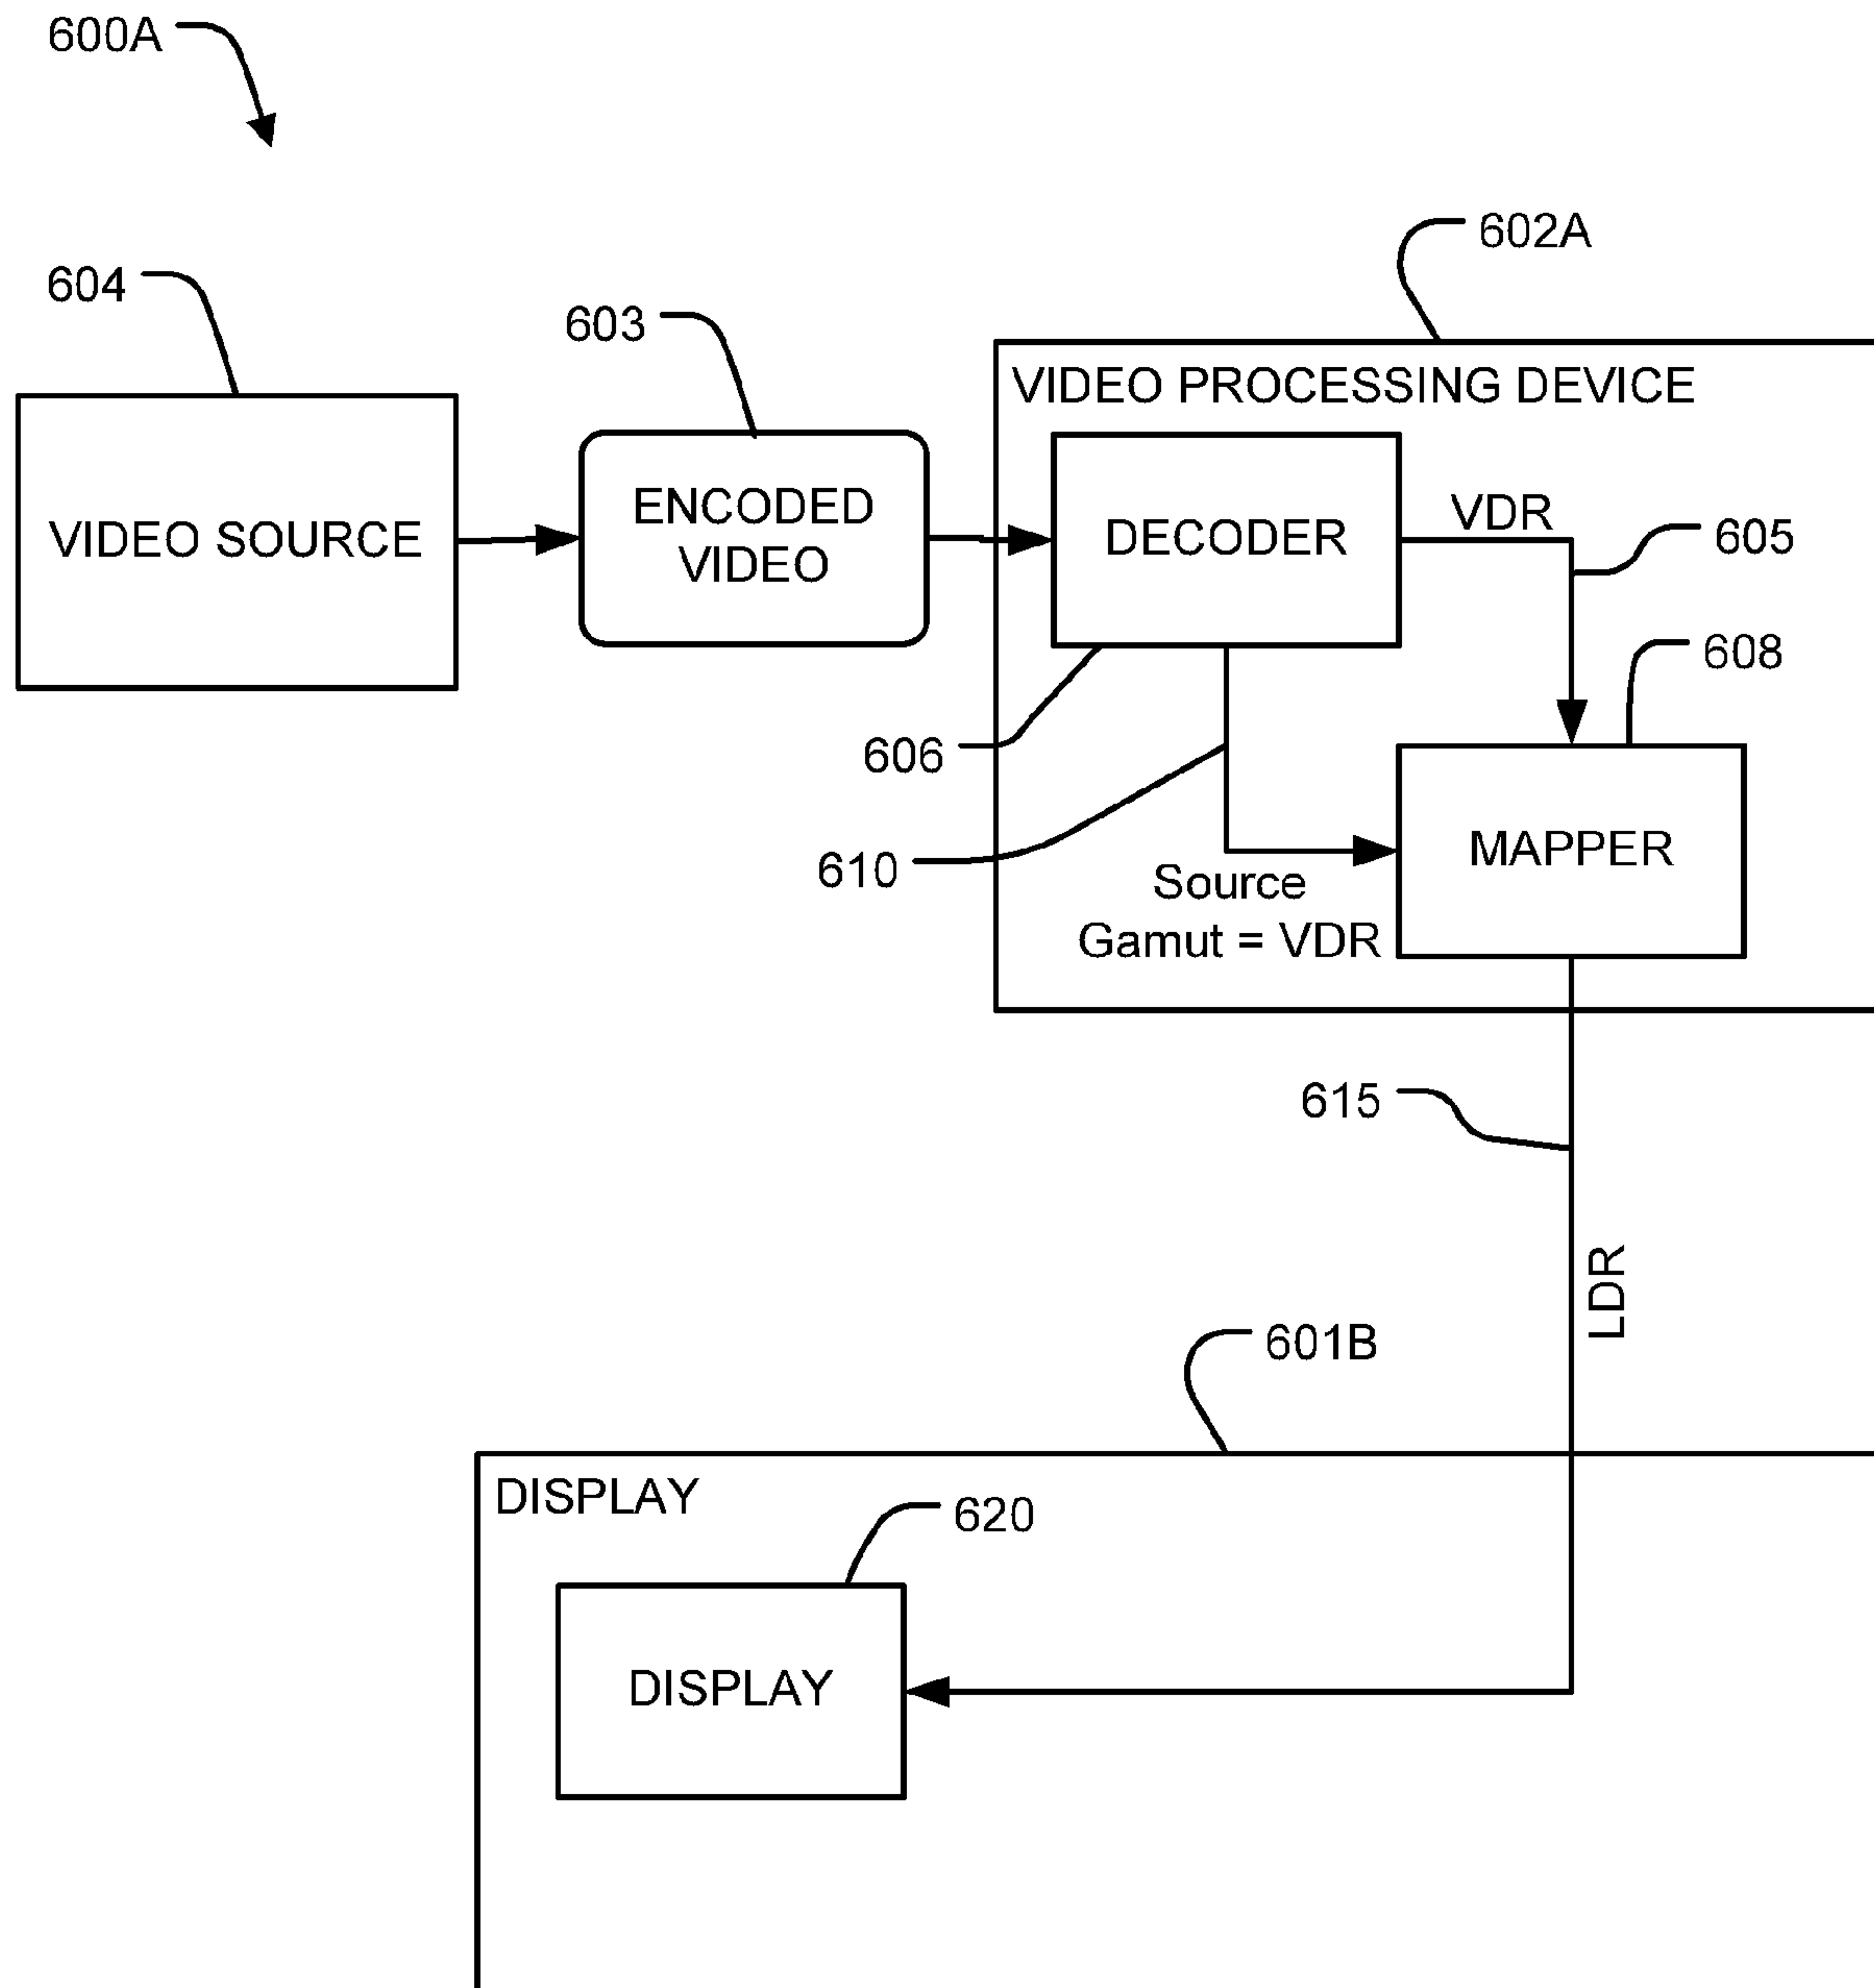 600A
602A
604
603
VIDEO PROCESSING DEVICE
VIDEO SOURCE
ENCODED
VIDEO
DECODER
VDR
605
608
606
610
MAPPER
Source
Gamut = VDR
615
LDR
601B
DISPLAY
620
DISPLAY